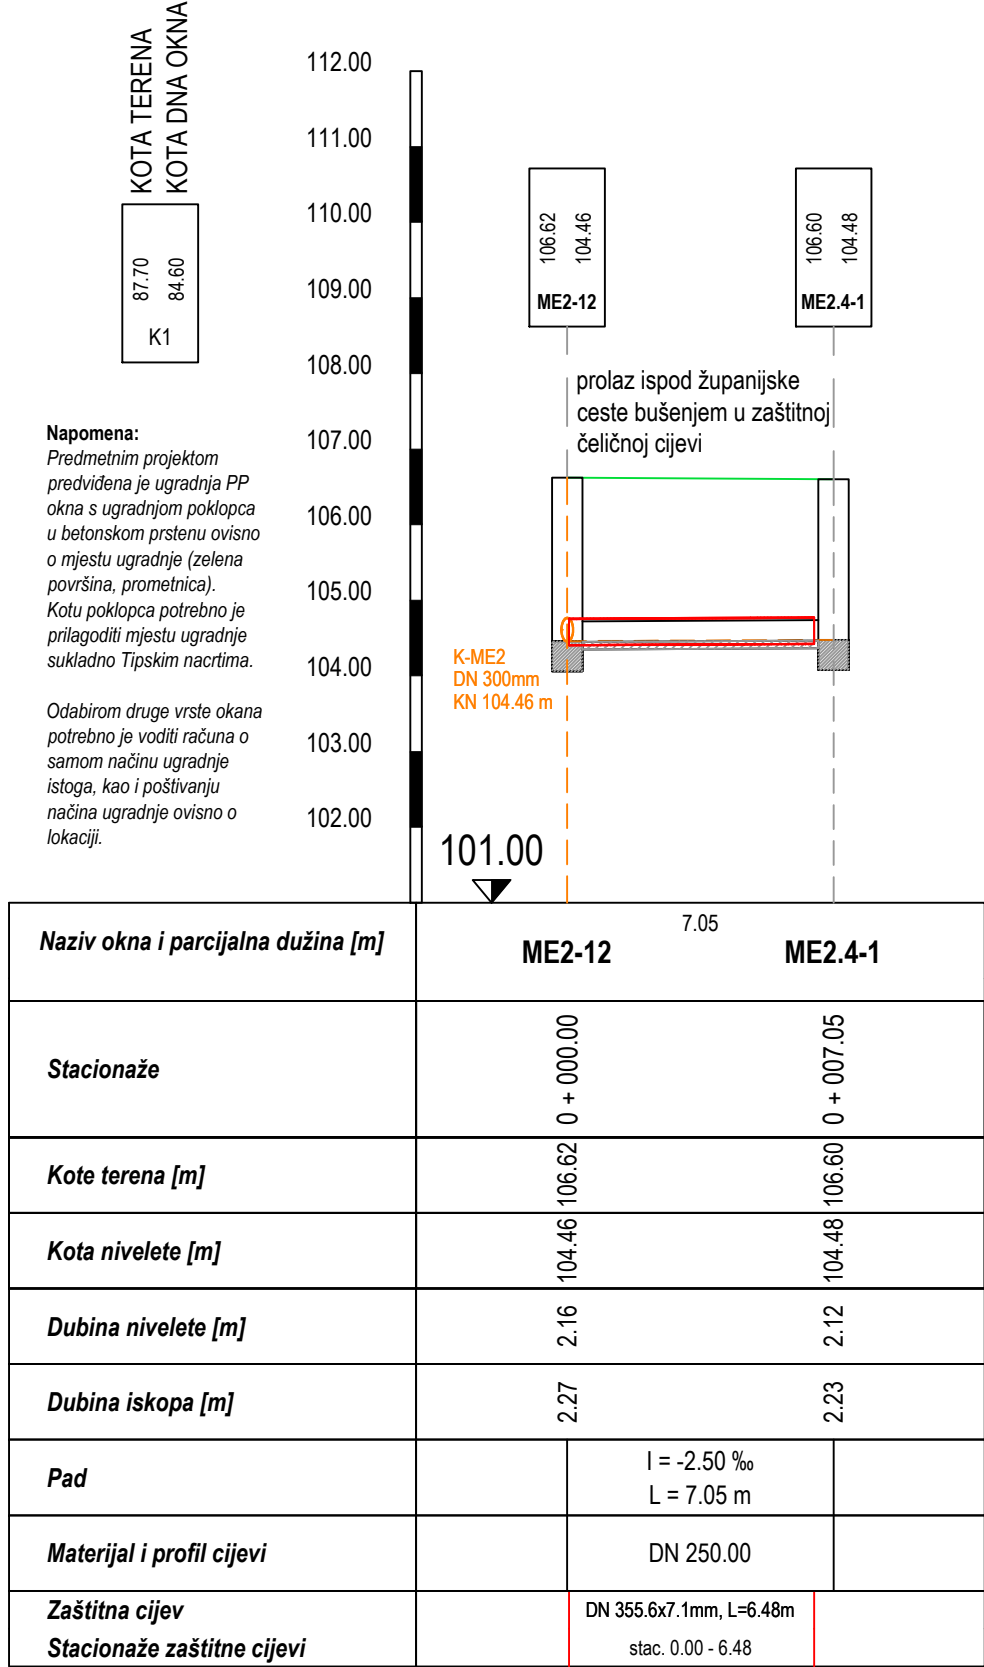 KOTA TERENA
KOTA DNA OKNA
87.70
84.60
K1
112.00
111.00
110.00
109.00
108.00
107.00
106.00
105.00
104.00
103.00
102.00
101.00
106.62
104.46
ME2-12
106.60
104.48
ME2.4-1
prolaz ispod županijske
ceste bušenjem u zaštitnoj
čeličnoj cijevi
Napomena:
Predmetnim projektom
predviđena je ugradnja PP
okna s ugradnjom poklopca
u betonskom prstenu ovisno
o mjestu ugradnje (zelena
površina, prometnica).
Kotu poklopca potrebno je
prilagoditi mjestu ugradnje
sukladno Tipskim nacrtima.
Odabirom druge vrste okana
potrebno je voditi računa o
samom načinu ugradnje
istoga, kao i poštivanju
načina ugradnje ovisno o
lokaciji.
K-ME2
DN 300mm
KN 104.46 m
Naziv okna i parcijalna dužina [m]
7.05
ME2-12
ME2.4-1
Stacionaže
0 + 000.00
0 + 007.05
Kote terena [m]
106.62
106.60
Kota nivelete [m]
104.46
104.48
Dubina nivelete [m]
2.16
2.12
Dubina iskopa [m]
2.27
2.23
Pad
I = -2.50 ‰
L = 7.05 m
Materijal i profil cijevi
DN 250.00
Zaštitna cijev
DN 355.6x7.1mm, L=6.48m
Stacionaže zaštitne cijevi
stac. 0.00 - 6.48